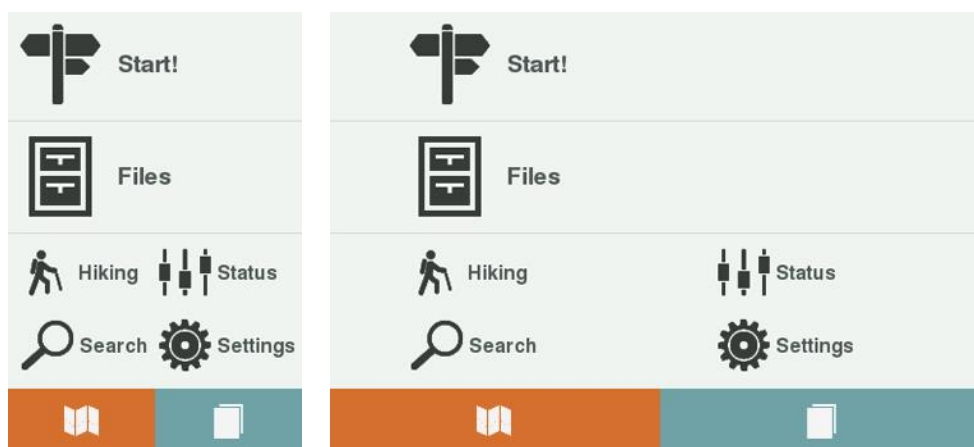 Start!
Files
Hiking
Status
Search
Settings
Start!
Files
Hiking
Status
Search
Settings